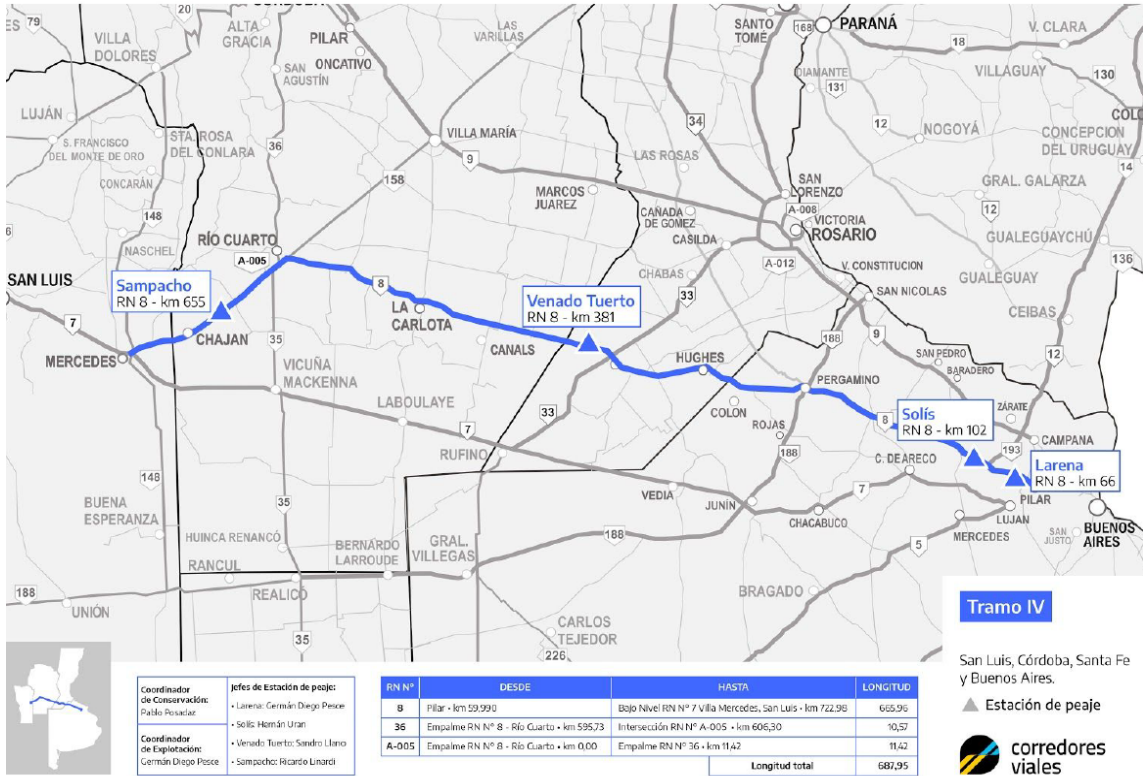 CÓRDOBA
20
79
VILLA
DOLORES
ALTA
GRACIA
PILAR
ONCATIVO
LAS
VARILLAS
SANTO
TOMÉ
168
PARANÁ
18
V. CLARA
VILLAGUAY
130
DIAMANTE
131
SAN
AGUSTÍN
LUJÁN
S. FRANCISCO
DEL MONTE DE ORO
STA. ROSA
DEL CONLARA
36
VILLA MARÍA
9
34
12
NOGOYÁ
CONCEPCION
DEL URUGUAY
14
CONCARÁN
148
158
LAS ROSAS
MARCOS
JUAREZ
SAN
LORENZO
GRAL. GALARZA
12
A-008
CAÑADA
DE GOMEZ
VICTORIA
ROSARIO
NASCHEL
RÍO CUARTO
A-005
CASILDA
A-012
GUALEGUAYCHÚ
136
GUALEGUAY
SAN LUIS
Sampacho
RN 8 - km 655
8
LA
CARLOTA
Venado Tuerto
RN 8 - km 381
CHABAS
33
V. CONSTITUCION
SAN NICOLAS
CEIBAS
7
MERCEDES
CHAJAN
35
VICUÑA
MACKENNA
CANALS
HUGHES
188
9
SAN PEDRO
BARADERO
12
PERGAMINO
COLON
ROJAS
8
Solís
RN 8 - km 102
ZÁRATE
CAMPANA
193
LABOULAYE
7
33
RUFINO
188
C. DE ARECO
Larena
RN 8 - km 66
PILAR
148
BUENA
ESPERANZA
35
VEDIA
JUNÍN
7
CHACABUCO
LUJAN
MERCEDES
BUENOS
AIRES
SAN
JUSTO
HUINCA RENANCÓ
BERNARDO
LARROUDE
GRAL.
VILLEGAS
188
5
RANCUL
REALICÓ
188
UNIÓN
35
CARLOS
TEJEDOR
226
BRAGADO
Tramo IV
San Luis, Córdoba, Santa Fe
y Buenos Aires.
Estación de peaje
corredores
viales
Coordinador
de Conservación:
Pablo Posadaz
Coordinador
de Explotación:
Germán Diego Pesce
Jefes de Estación de peaje:
• Larena: Germán Diego Pesce
• Solís: Hernán Uran
• Venado Tuerto: Sandro Llano
• Sampacho: Ricardo Linardi
RN Nº DESDE HASTA LONGITUD
8 Pilar • km 59,990 Bajo Nivel RN Nº 7 Villa Mercedes, San Luis • km 722,98 665,96
36 Empalme RN Nº 8 - Río Cuarto • km 595,73 Intersección RN Nº A-005 • km 606,30 10,57
A-005 Empalme RN Nº 8 - Río Cuarto • km 0,00 Empalme RN Nº 36 • km 11,42 11,42
Longitud total 687,95